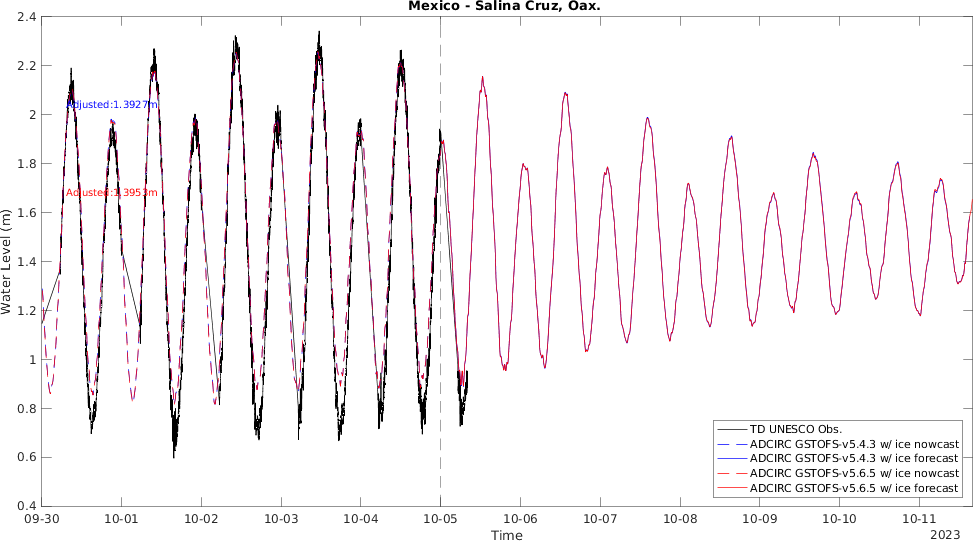 Mexico - Salina Cruz, Oax.
2.4
2.2
2
1.8
1.6
1.4
1.2
1
0.8
0.6
0.4
Water Level (m)
Adjusted:1.3927m
Adjusted:1.3953m
TD UNESCO Obs.
ADCIRC GSTOFS-v5.4.3 w/ ice nowcast
ADCIRC GSTOFS-v5.4.3 w/ ice forecast
ADCIRC GSTOFS-v5.6.5 w/ ice nowcast
ADCIRC GSTOFS-v5.6.5 w/ ice forecast
09-30 10-01 10-02 10-03 10-04 10-05 10-06 10-07 10-08 10-09 10-10 10-11
2023
Time